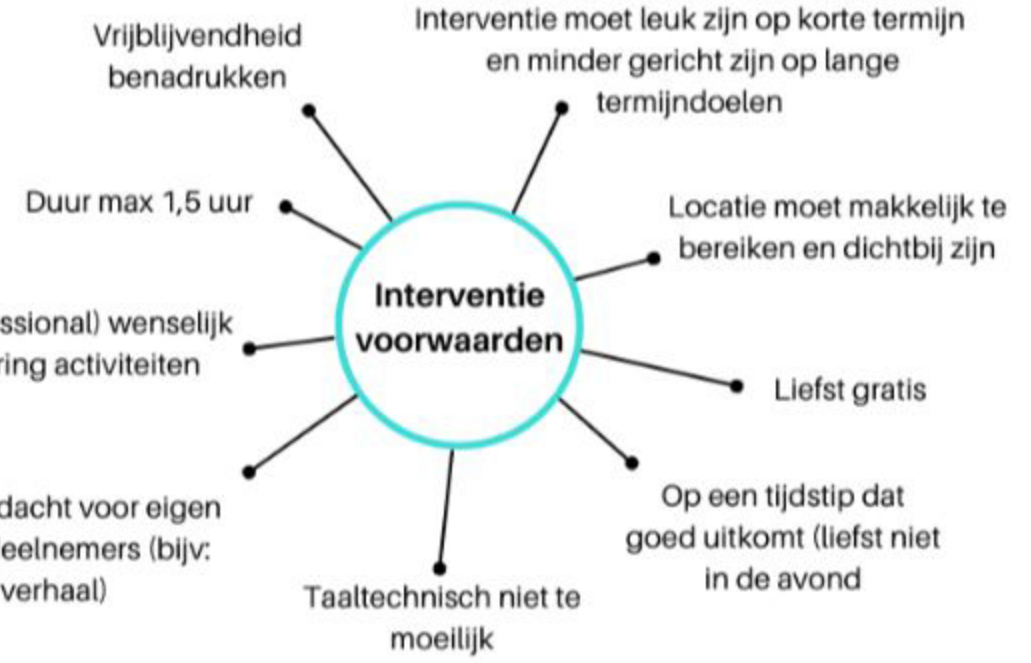 Vrijblijvendheid
benadrukken
Interventie moet leuk zijn op korte termijn
en minder gericht zijn op lange
termijndoelen
Duur max 1,5 uur
Locatie moet makkelijk te
bereiken en dichtbij zijn
Interventie
voorwaarden
wenselijk
activiteiten
Liefst gratis
voor eigen
(bijv:
verhaal)
Op een tijdstip dat
goed uitkomt (liefst niet
in de avond
Taaltechnisch niet te
moeilijk